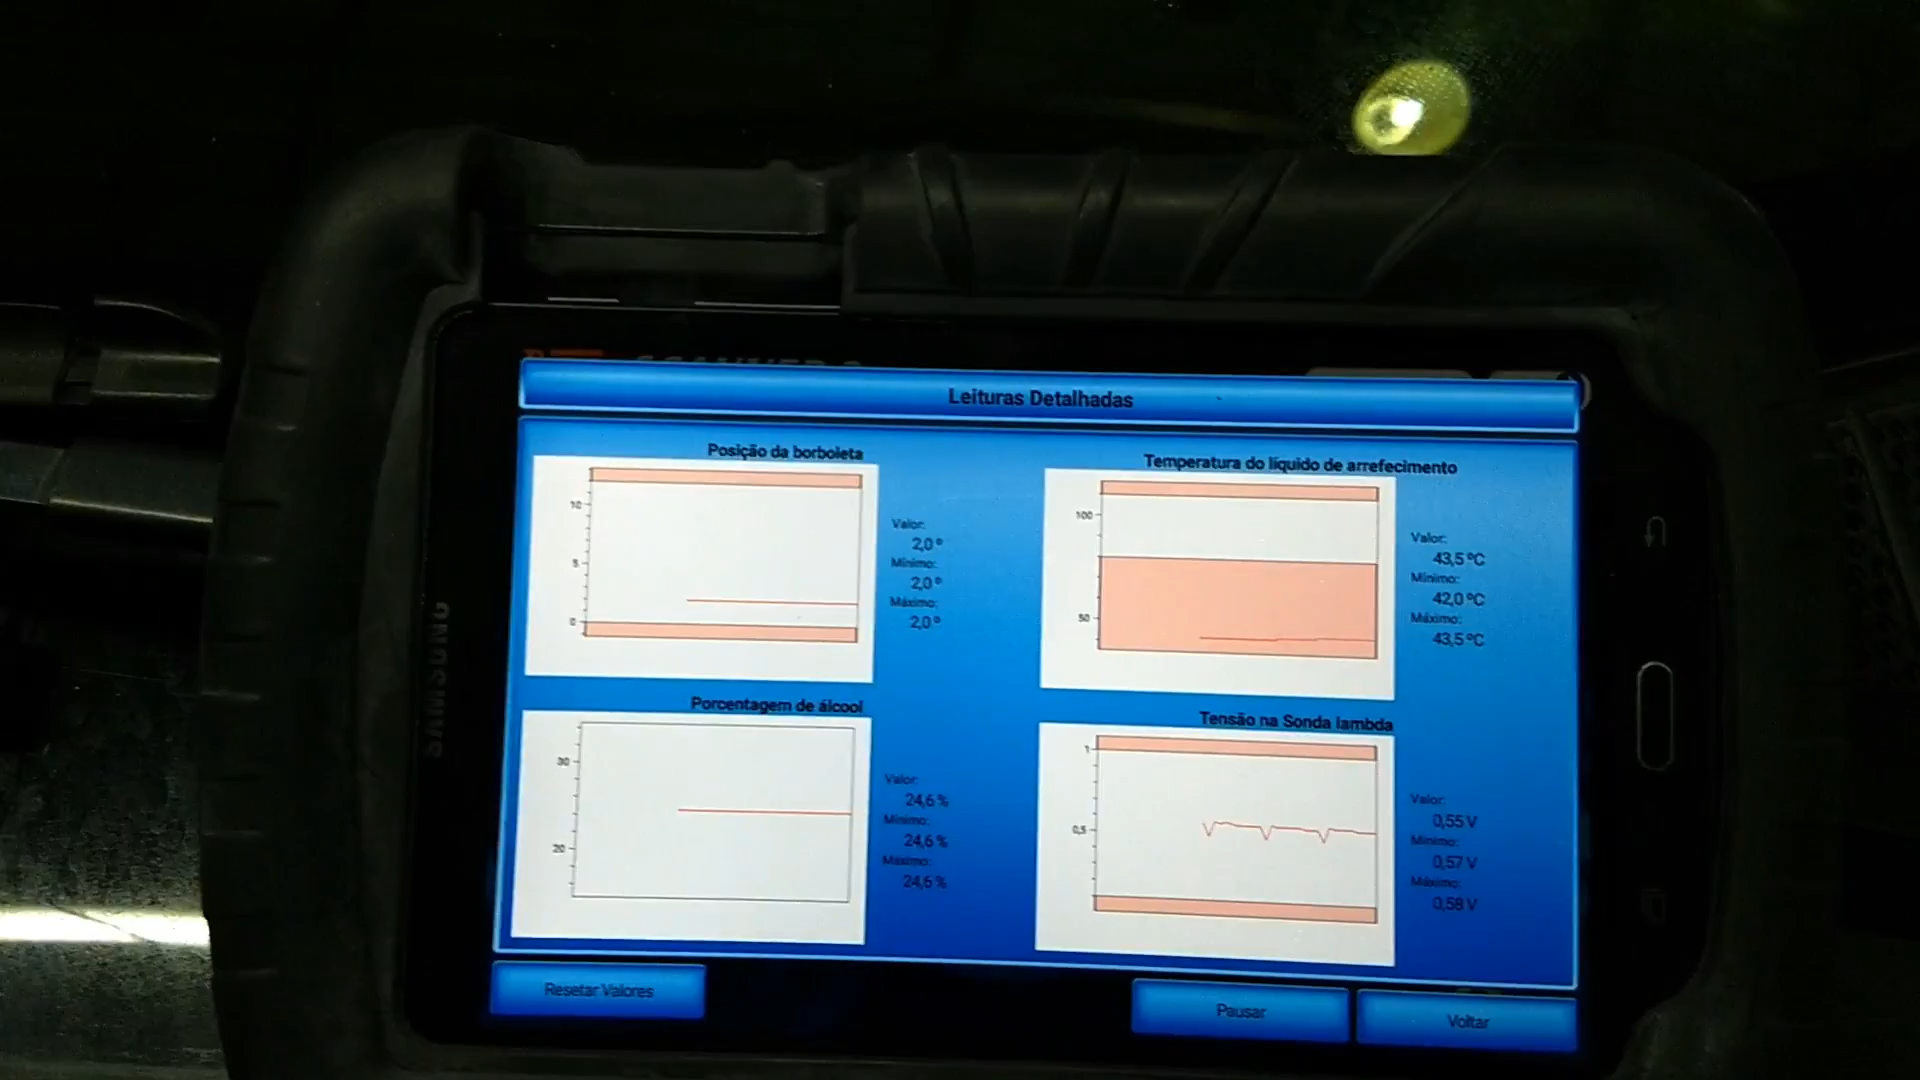 Leituras Detalhadas
Posição da borboleta
10
5
0
Valor:
2,0 º
Mínimo:
2,0 º
Máximo:
2,0 º
Temperatura do líquido de arrefecimento
100
50
Valor:
43,5 ºC
Mínimo:
42,0 ºC
Máximo:
43,5 ºC
Porcentagem de álcool
30
20
Valor:
24,6 %
Mínimo:
24,6 %
Máximo:
24,6 %
Tensão na Sonda lambda
1
0,5
Valor:
0,55 V
Mínimo:
0,57 V
Máximo:
0,58 V
Resetar Valores
Pausar
Voltar
SAMSUNG